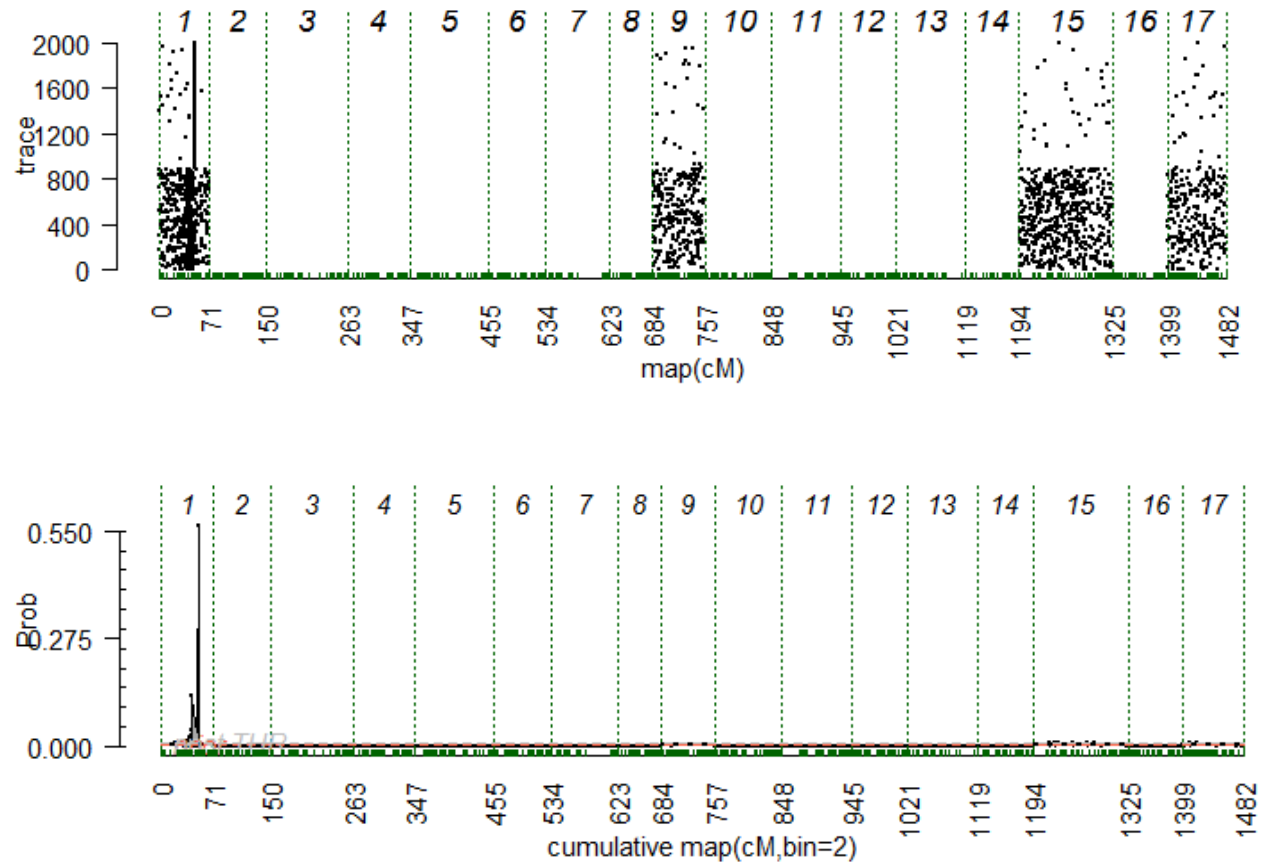 1 2 3 4 5 6 7 8 9 10 11 12 13 14 15 16 17
2000
1600
1200
800
400
0
trace
0 71 150 263 347 455 534 623 684 757 848 945 1021 1119 1194 1325 1399 1482
map(cM)
1 2 3 4 5 6 7 8 9 10 11 12 13 14 15 16 17
0.550
0.275
0.000
Prob
THR
0 71 150 263 347 455 534 623 684 757 848 945 1021 1119 1194 1325 1399 1482
cumulative map(cM,bin=2)